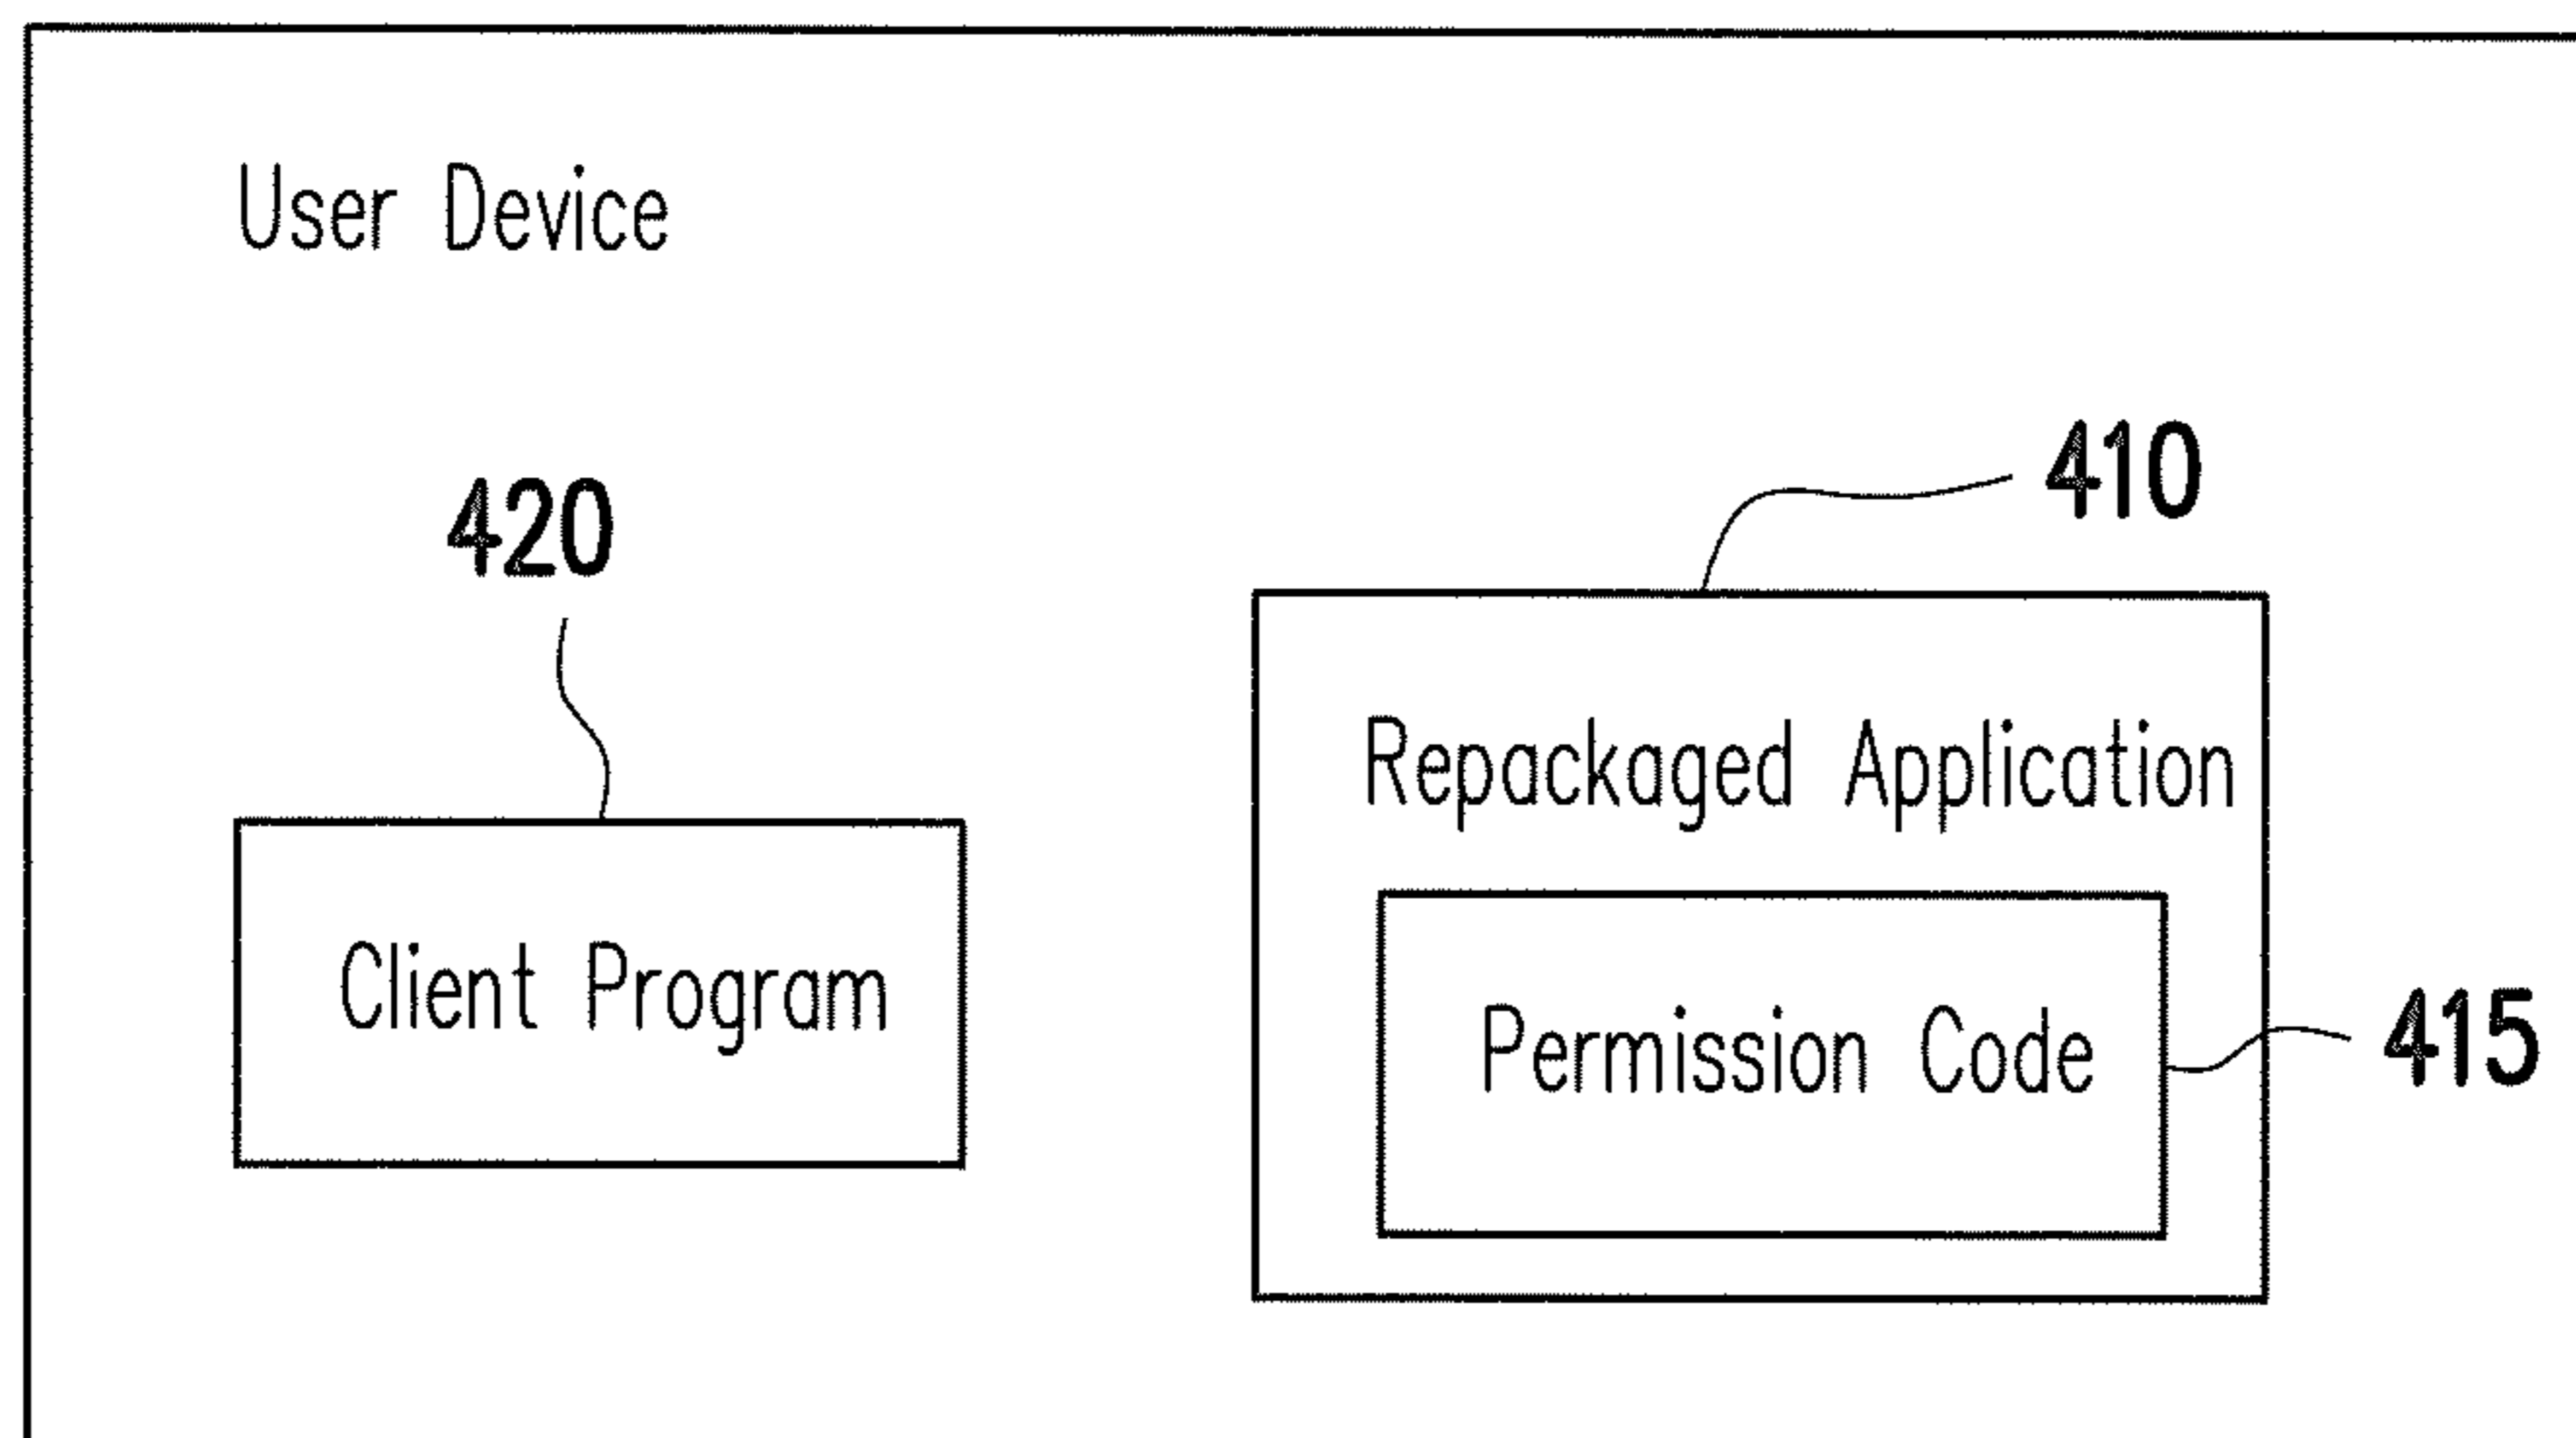 User Device
420
410
Repackaged Application
Client Program
Permission Code
415